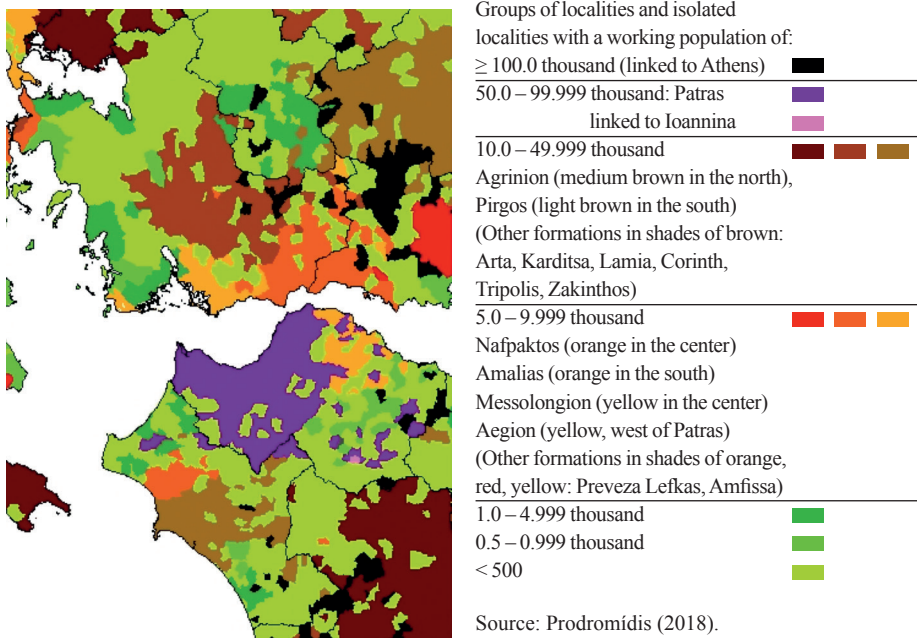 Groups of localities and isolated
localities with a working population of:
≥ 100.0 thousand (linked to Athens)
50.0 – 99.999 thousand: Patras
linked to Ioannina
10.0 – 49.999 thousand
Agrinion (medium brown in the north),
Pirgos (light brown in the south)
(Other formations in shades of brown:
Arta, Karditsa, Lamia, Corinth,
Tripolis, Zakinthos)
5.0 – 9.999 thousand
Nafpaktos (orange in the center)
Amalias (orange in the south)
Messolongion (yellow in the center)
Aegion (yellow, west of Patras)
(Other formations in shades of orange,
red, yellow: Preveza Lefkas, Amfissa)
1.0 – 4.999 thousand
0.5 – 0.999 thousand
< 500
Source: Prodromídis (2018).